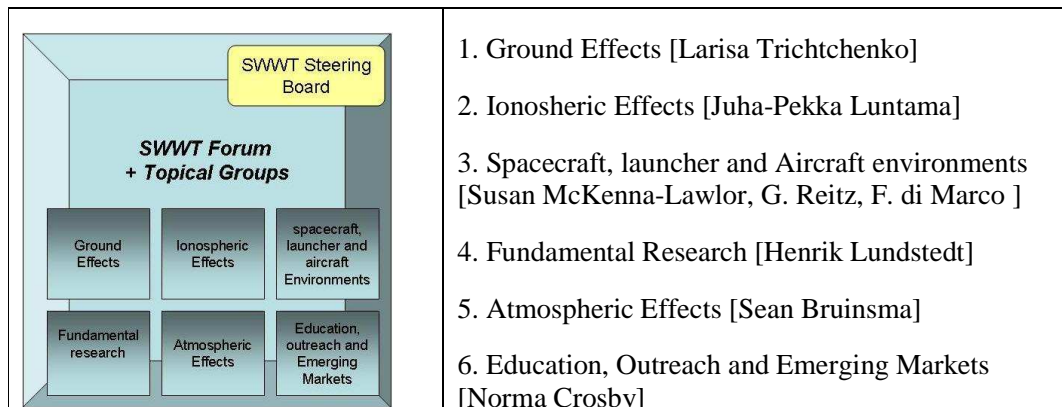 SWWT Steering
Board
SWWT Forum
+ Topical Groups
Ground
Effects
Ionospheric
Effects
spacecraft,
launcher and
aircraft
Environments
Fundamental
research
Atmospheric
Effects
Education,
outreach and
Emerging
Markets
1. Ground Effects [Larisa Trichtchenko]
2. Ionosheric Effects [Juha-Pekka Luntama]
3. Spacecraft, launcher and Aircraft environments
[Susan McKenna-Lawlor, G. Reitz, F. di Marco ]
4. Fundamental Research [Henrik Lundstedt]
5. Atmospheric Effects [Sean Bruinsma]
6. Education, Outreach and Emerging Markets
[Norma Crosby]